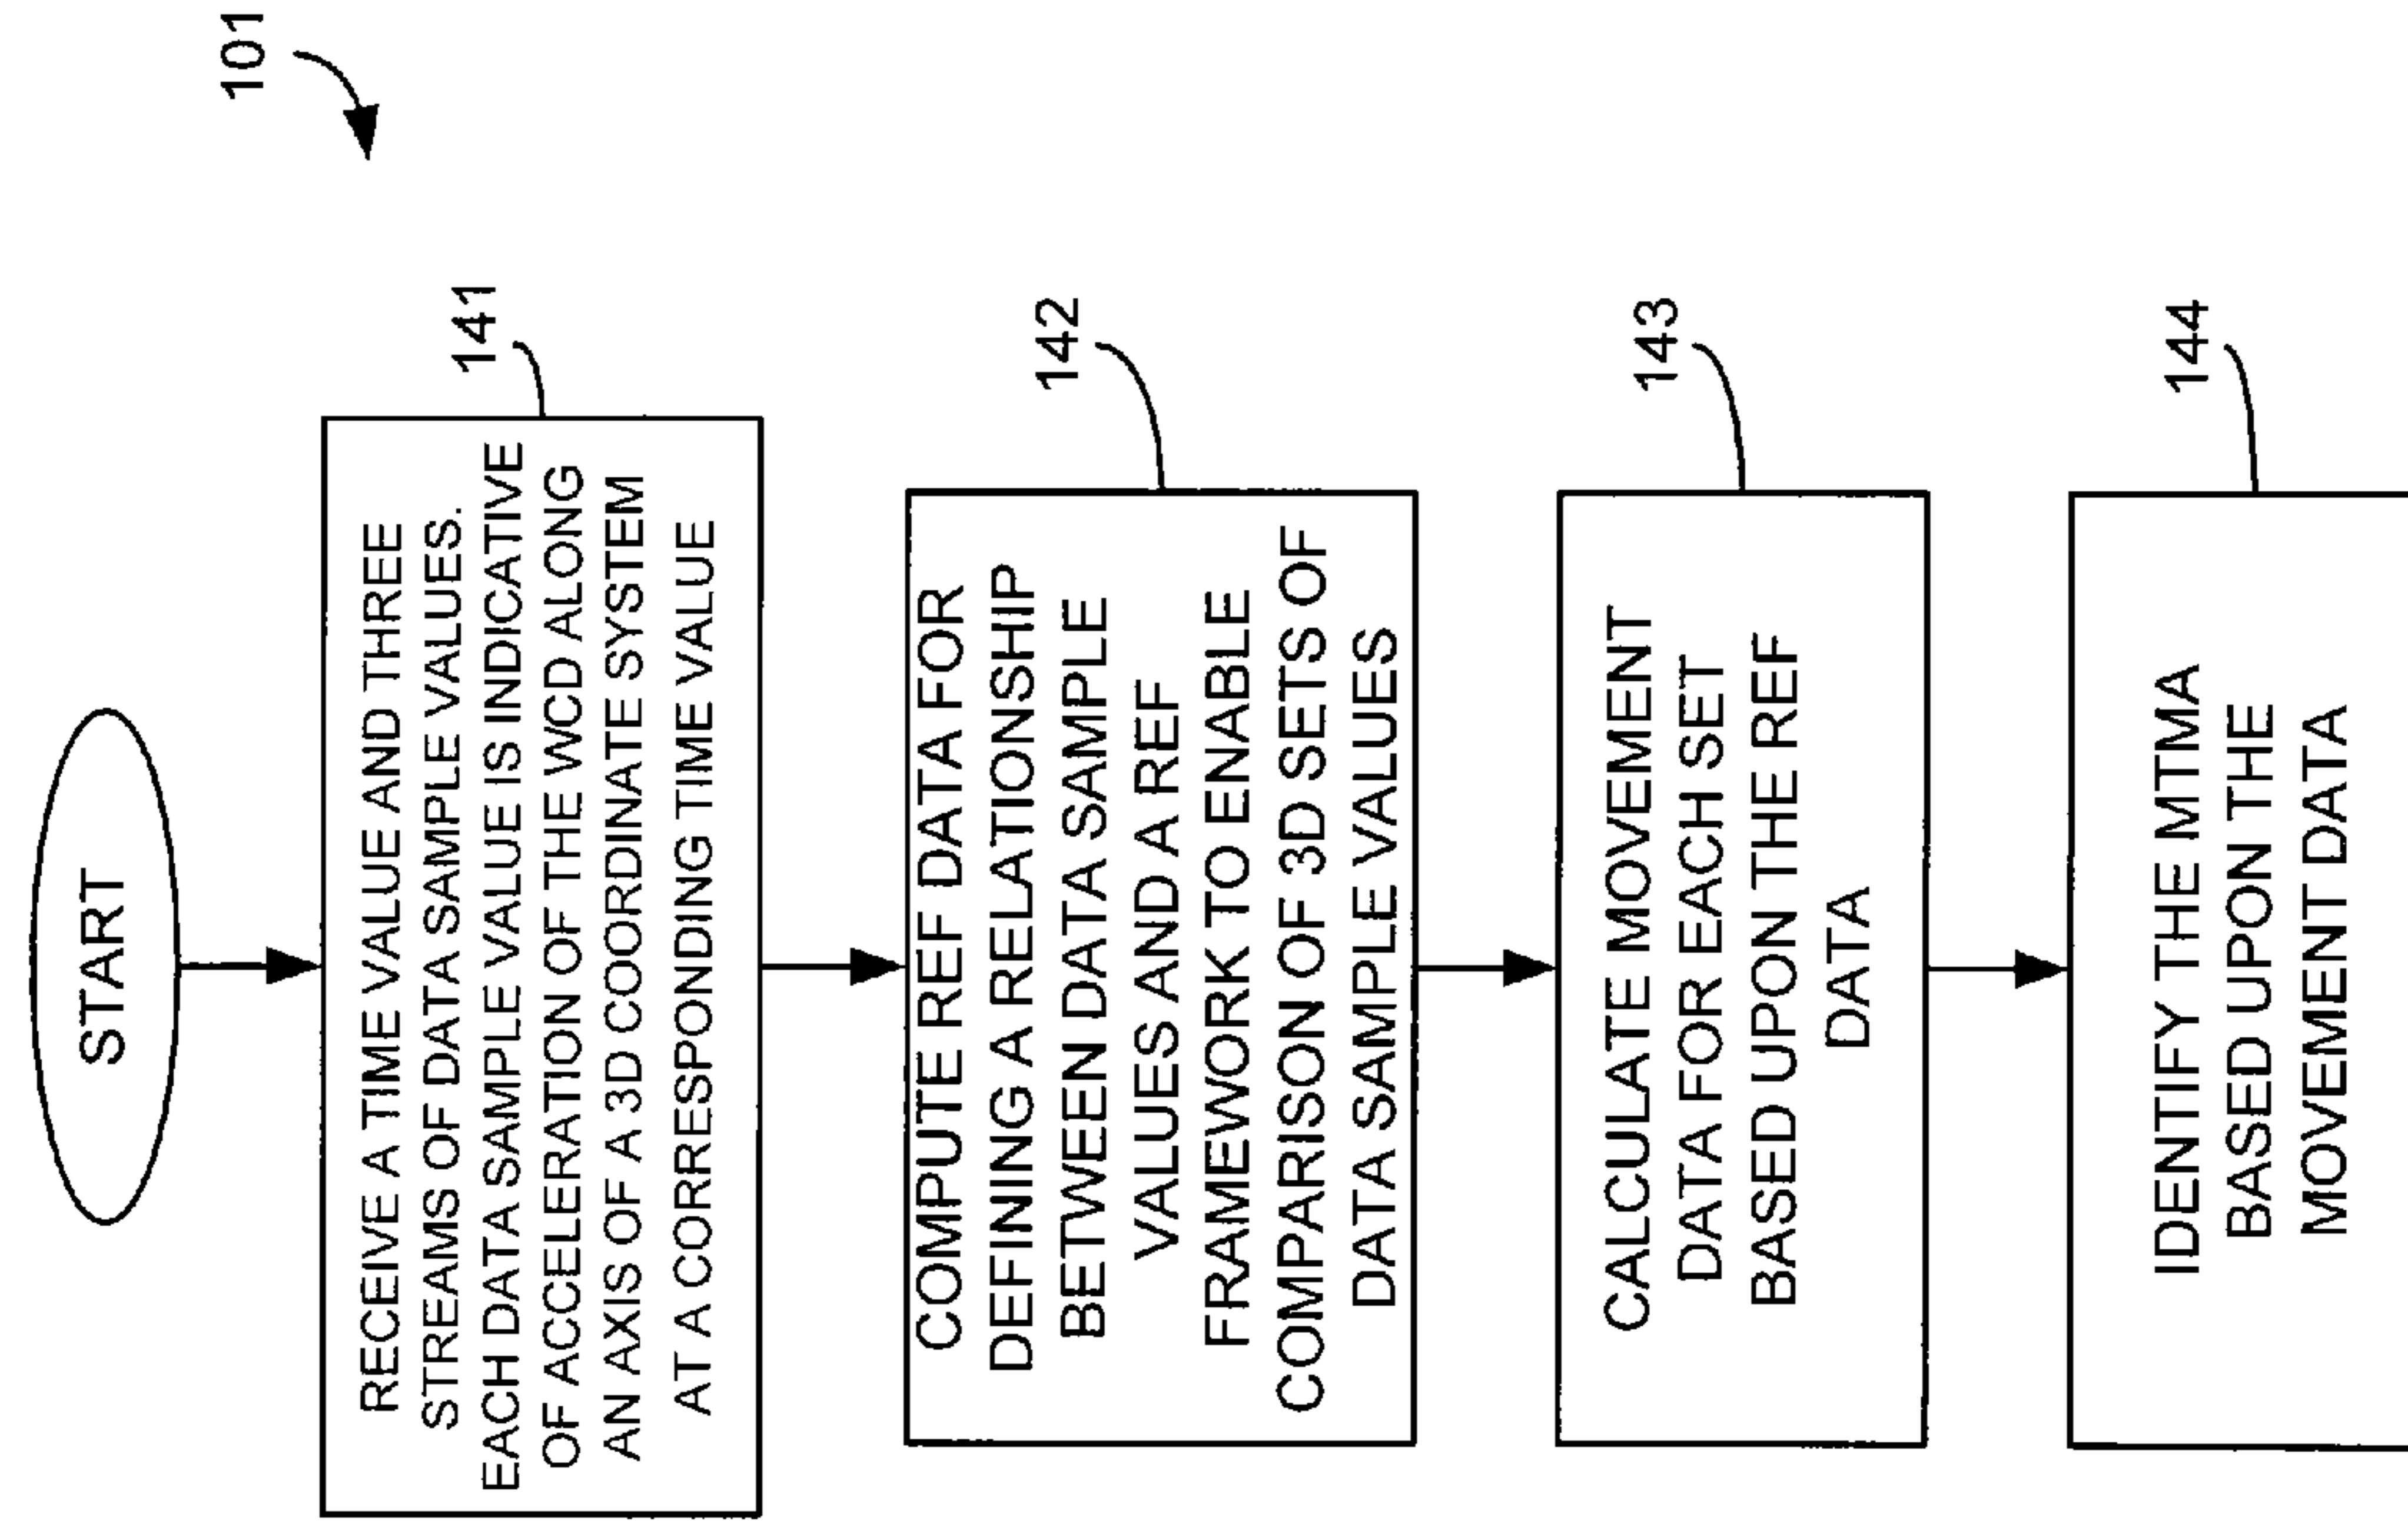 101
START
141
RECEIVE A TIME VALUE AND THREE
STREAMS OF DATA SAMPLE VALUES.
EACH DATA SAMPLE VALUE IS INDICATIVE
OF ACCELERATION OF THE WCD ALONG
AN AXIS OF A 3D COORDINATE SYSTEM
AT A CORRESPONDING TIME VALUE
142
COMPUTE REF DATA FOR
DEFINING A RELATIONSHIP
BETWEEN DATA SAMPLE
VALUES AND A REF
FRAMEWORK TO ENABLE
COMPARISON OF 3D SETS OF
DATA SAMPLE VALUES
143
CALCULATE MOVEMENT
DATA FOR EACH SET
BASED UPON THE REF
DATA
144
IDENTIFY THE MTMA
BASED UPON THE
MOVEMENT DATA